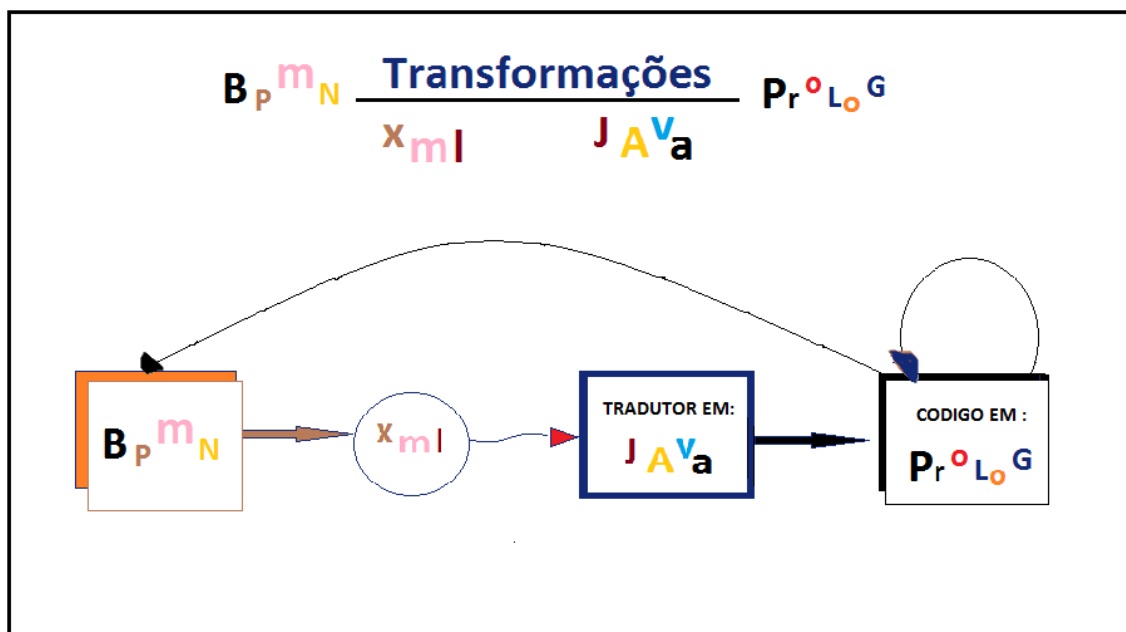 BPmN Transformações ProLoG
xml JAva
BPmN
xml
TRADUTOR EM:
JAva
CODIGO EM :
ProLoG